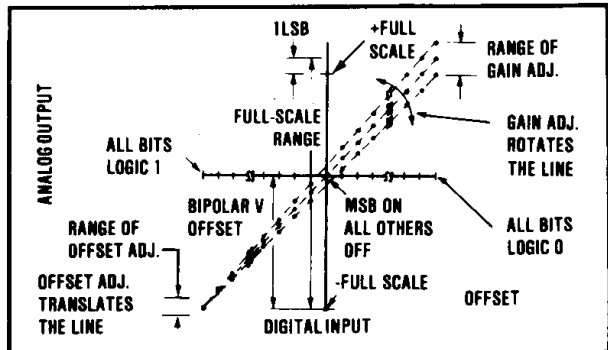 1LSB
+FULL
SCALE
RANGE OF
GAIN ADJ.
ANALOG OUTPUT
FULL-SCALE
RANGE
ALL BITS
LOGIC 1
GAIN ADJ.
ROTATES
THE LINE
BIPOLAR V
OFFSET
MSB ON
ALL OTHERS
OFF
ALL BITS
LOGIC 0
RANGE OF
OFFSET ADJ.
OFFSET ADJ.
TRANSLATES
THE LINE
-FULL SCALE
OFFSET
DIGITAL INPUT